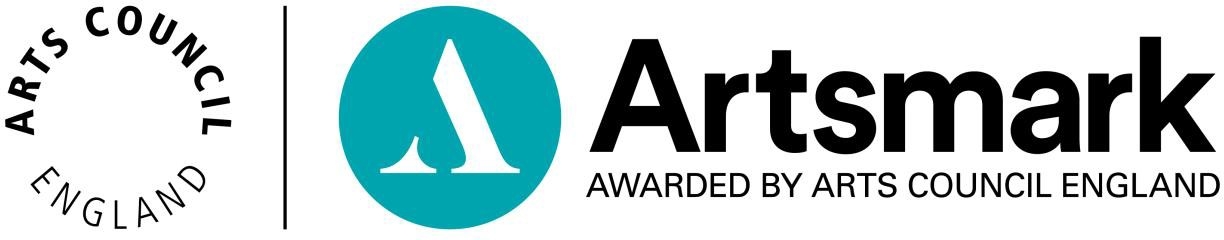 ARTS COUNCIL
ENGLAND
A
Artsmark
AWARDED BY ARTS COUNCIL ENGLAND